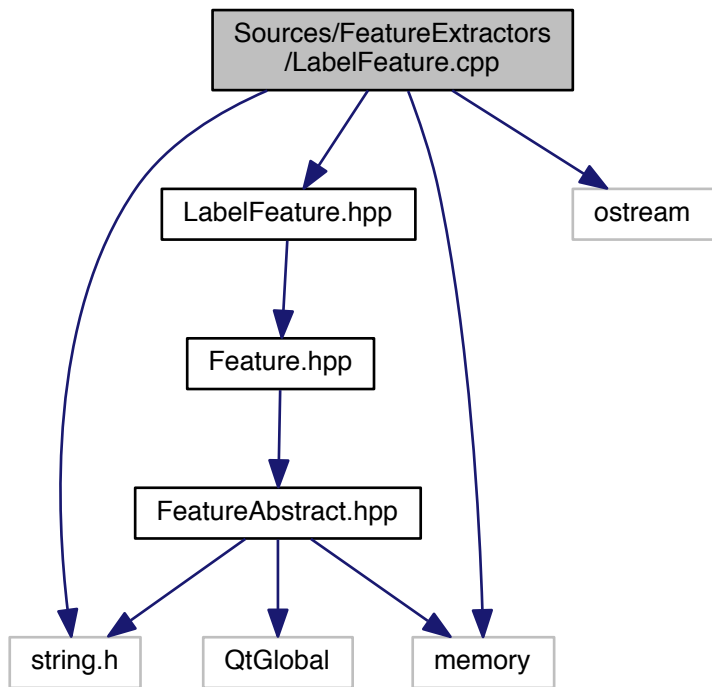 Sources/FeatureExtractors
/LabelFeature.cpp
LabelFeature.hpp
ostream
Feature.hpp
FeatureAbstract.hpp
string.h
QtGlobal
memory